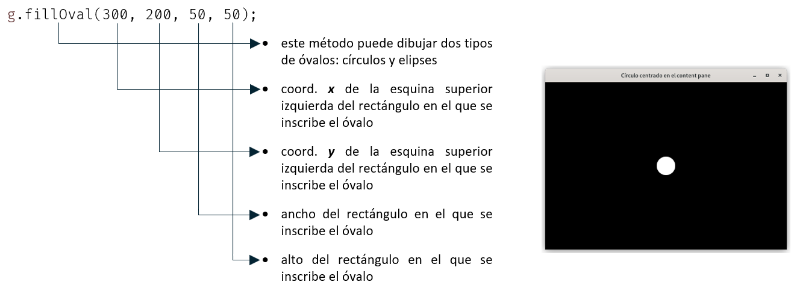 g.fillOval(300, 200, 50, 50);
• este método puede dibujar dos tipos
de óvalos: círculos y elipses
• coord. x de la esquina superior
izquierda del rectángulo en el que se
inscribe el óvalo
• coord. y de la esquina superior
izquierda del rectángulo en el que se
inscribe el óvalo
• ancho del rectángulo en el que se
inscribe el óvalo
• alto del rectángulo en el que se
inscribe el óvalo
Círculo centrado en el content pane